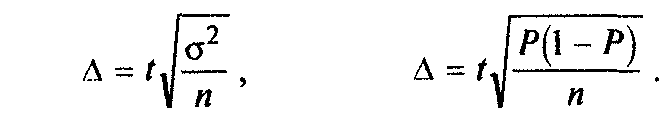 Δ = t√(σ²/n) ,    Δ = t√(P(1 – P)/n) .